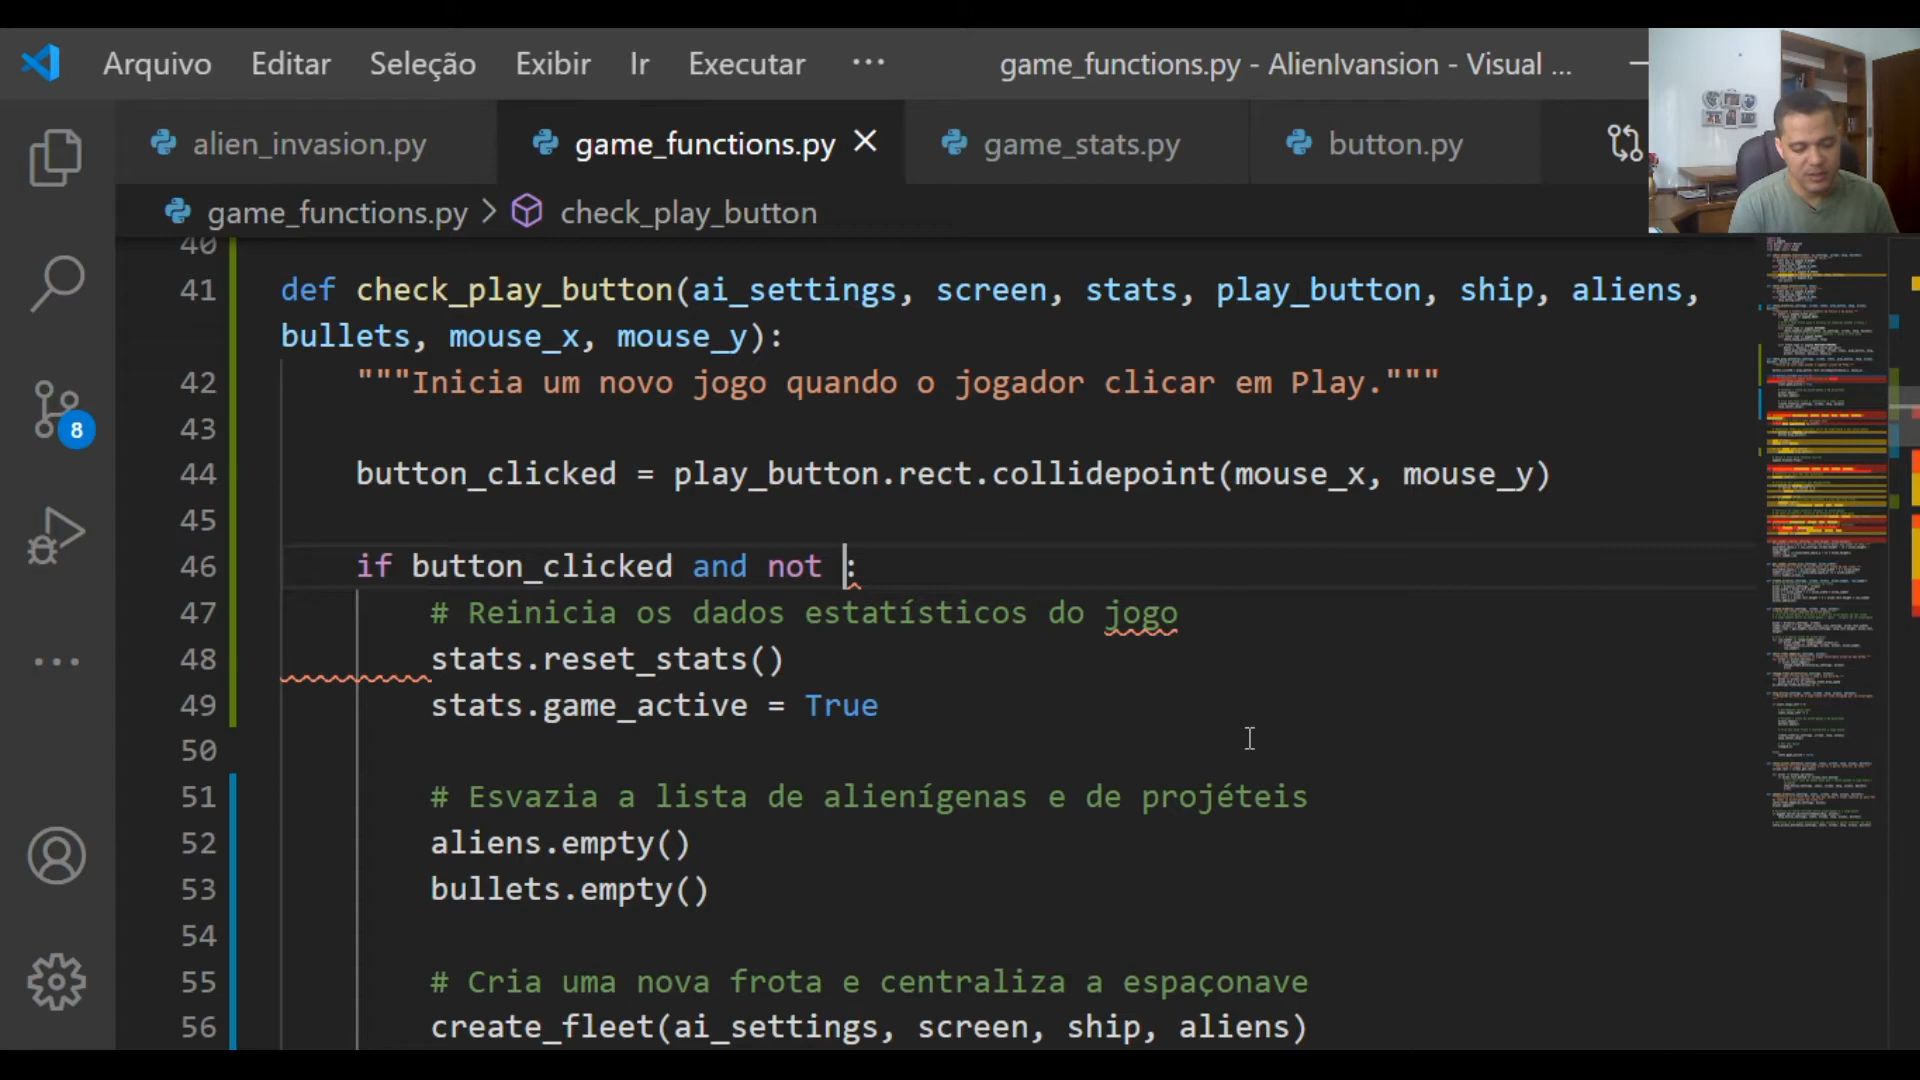 Arquivo Editar Seleção Exibir Ir Executar ··· game_functions.py - AlienIvansion - Visual ...
alien_invasion.py game_functions.py game_stats.py button.py
game_functions.py > check_play_button
40
41 def check_play_button(ai_settings, screen, stats, play_button, ship, aliens,
bullets, mouse_x, mouse_y):
42 """Inicia um novo jogo quando o jogador clicar em Play."""
43
44 button_clicked = play_button.rect.collidepoint(mouse_x, mouse_y)
45
46 if button_clicked and not :
47 # Reinicia os dados estatísticos do jogo
48 stats.reset_stats()
49 stats.game_active = True
50
51 # Esvazia a lista de alienígenas e de projéteis
52 aliens.empty()
53 bullets.empty()
54
55 # Cria uma nova frota e centraliza a espaçonave
56 create_fleet(ai_settings, screen, ship, aliens)
8